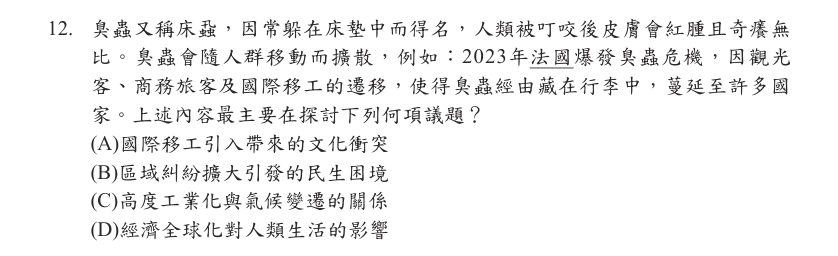 12. 臭蟲又稱床蝨，因常躲在床墊中而得名，人類被叮咬後皮膚會紅腫且奇癢無
比。臭蟲會隨人群移動而擴散，例如：2023年法國爆發臭蟲危機，因觀光
客、商務旅客及國際移工的遷移，使得臭蟲經由藏在行李中，蔓延至許多國
家。上述內容最主要在探討下列何項議題？
(A)國際移工引入帶來的文化衝突
(B)區域糾紛擴大引發的民生困境
(C)高度工業化與氣候變遷的關係
(D)經濟全球化對人類生活的影響